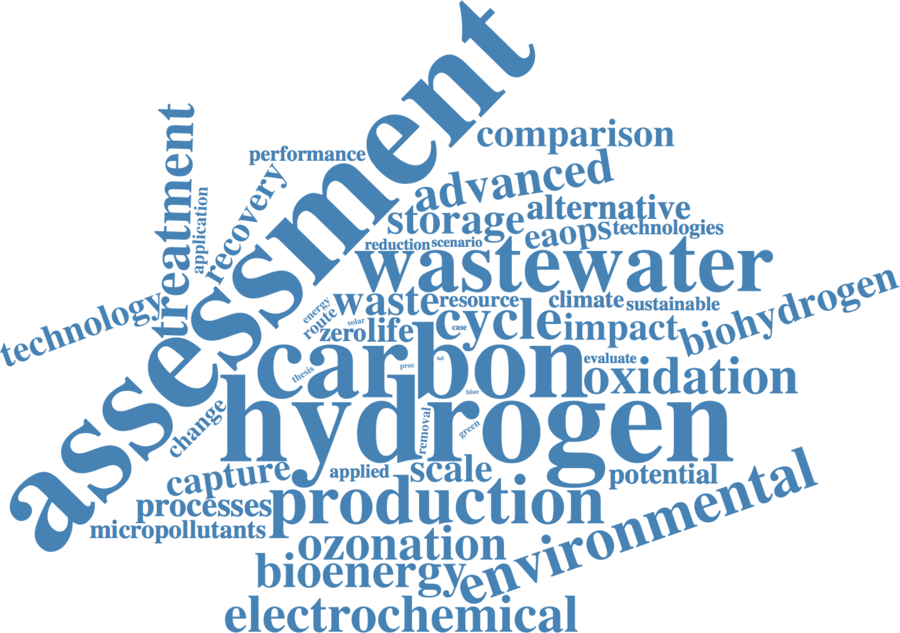 assessment
comparison
treatment
performance
advanced
application
recovery
storage
alternative
eaops
technologies
reduction
scenario
wastewater
biohydrogen
technology
energy
waste
resource
climate
sustainable
route
solar
zero
life
case
cycle
impact
carbon
proc
full
evaluate
oxidation
thesis
hydrogen
blue
change
removal
green
capture
applied
scale
potential
processes
production
environmental
micropollutants
ozonation
bioenergy
electrochemical